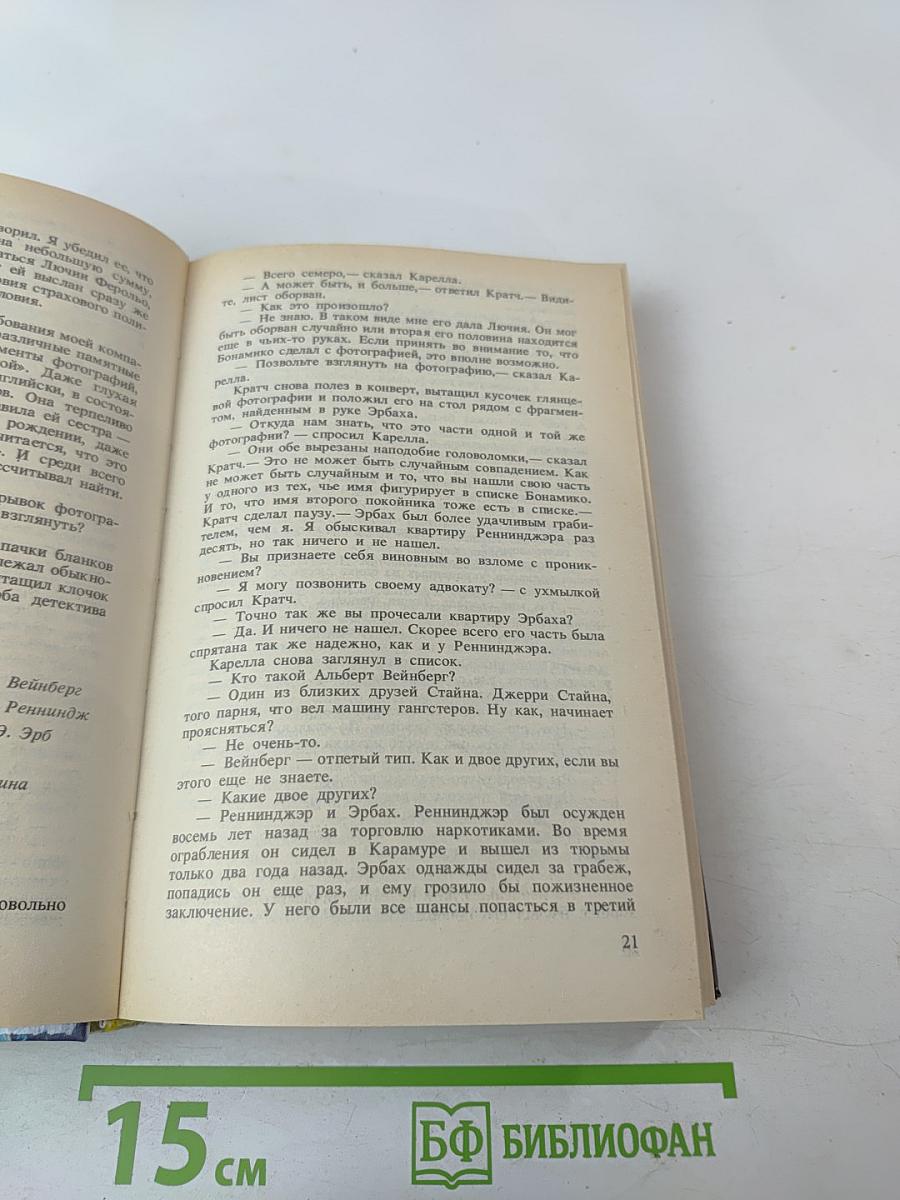 ворил. Я убедил ее, что
на небольшую сумму,
аться Лючии Ферольо,
ей выслан сразу же
овия страхового поли-
ловия.
бования моей компа-
различные памятные
менты фотографий,
ой». Даже глухая
нглийски, в состоя-
ов. Она терпеливо
вила ей сестра —
рождении, даже
читается, что это
». И среди всего
ссчитывал найти.
рывок фотогра-
взглянуть?
пачки бланков
лежал обыкно-
тащил клочок
оба детектива
Вейнберг
Реннндж
Э. Эрб
ина
овольно
— Всего семеро,— сказал Карелла.
— А может быть, и больше,— ответил Кратч.— Види-
те, лист оборван.
— Как это произошло?
— Не знаю. В таком виде мне его дала Лючия. Он мог
быть оборван случайно или вторая его половина находится
еще в чьих-то руках. Если принять во внимание то, что
Бонамико сделал с фотографией, это вполне возможно.
— Позвольте взглянуть на фотографию,— сказал Ка-
релла.
Кратч снова полез в конверт, вытащил кусочек глянце-
вой фотографии и положил его на стол рядом с фрагмен-
том, найденным в руке Эрбаха.
— Откуда нам знать, что это части одной и той же
фотографии? — спросил Карелла.
— Они обе вырезаны наподобие головоломки,— сказал
Кратч.— Это не может быть случайным совпадением. Как
не может быть случайным и то, что вы нашли свою часть
у одного из тех, чье имя фигурирует в списке Бонамико.
И то, что имя второго покойника тоже есть в списке.—
Кратч сделал паузу.— Эрбах был более удачливым граби-
телем, чем я. Я обыскивал квартиру Реннинджэра раз
десять, но так ничего и не нашел.
— Вы признаете себя виновным во взломе с проник-
новением?
— Я могу позвонить своему адвокату? — с ухмылкой
спросил Кратч.
— Точно так же вы прочесали квартиру Эрбаха?
— Да. И ничего не нашел. Скорее всего его часть была
спрятана так же надежно, как и у Реннинджэра.
Карелла снова заглянул в список.
— Кто такой Альберт Вейнберг?
— Один из близких друзей Стайна. Джерри Стайна,
того парня, что вел машину гангстеров. Ну как, начинает
проясняться?
— Не очень-то.
— Вейнберг — отпетый тип. Как и двое других, если вы
этого еще не знаете.
— Какие двое других?
— Реннинджэр и Эрбах. Реннинджэр был осужден
восемь лет назад за торговлю наркотиками. Во время
ограбления он сидел в Карамуре и вышел из тюрьмы
только два года назад. Эрбах однажды сидел за грабеж,
попадись он еще раз, и ему грозило бы пожизненное
заключение. У него были все шансы попасться в третий
21
15 см
БФ БИБЛИОФАН